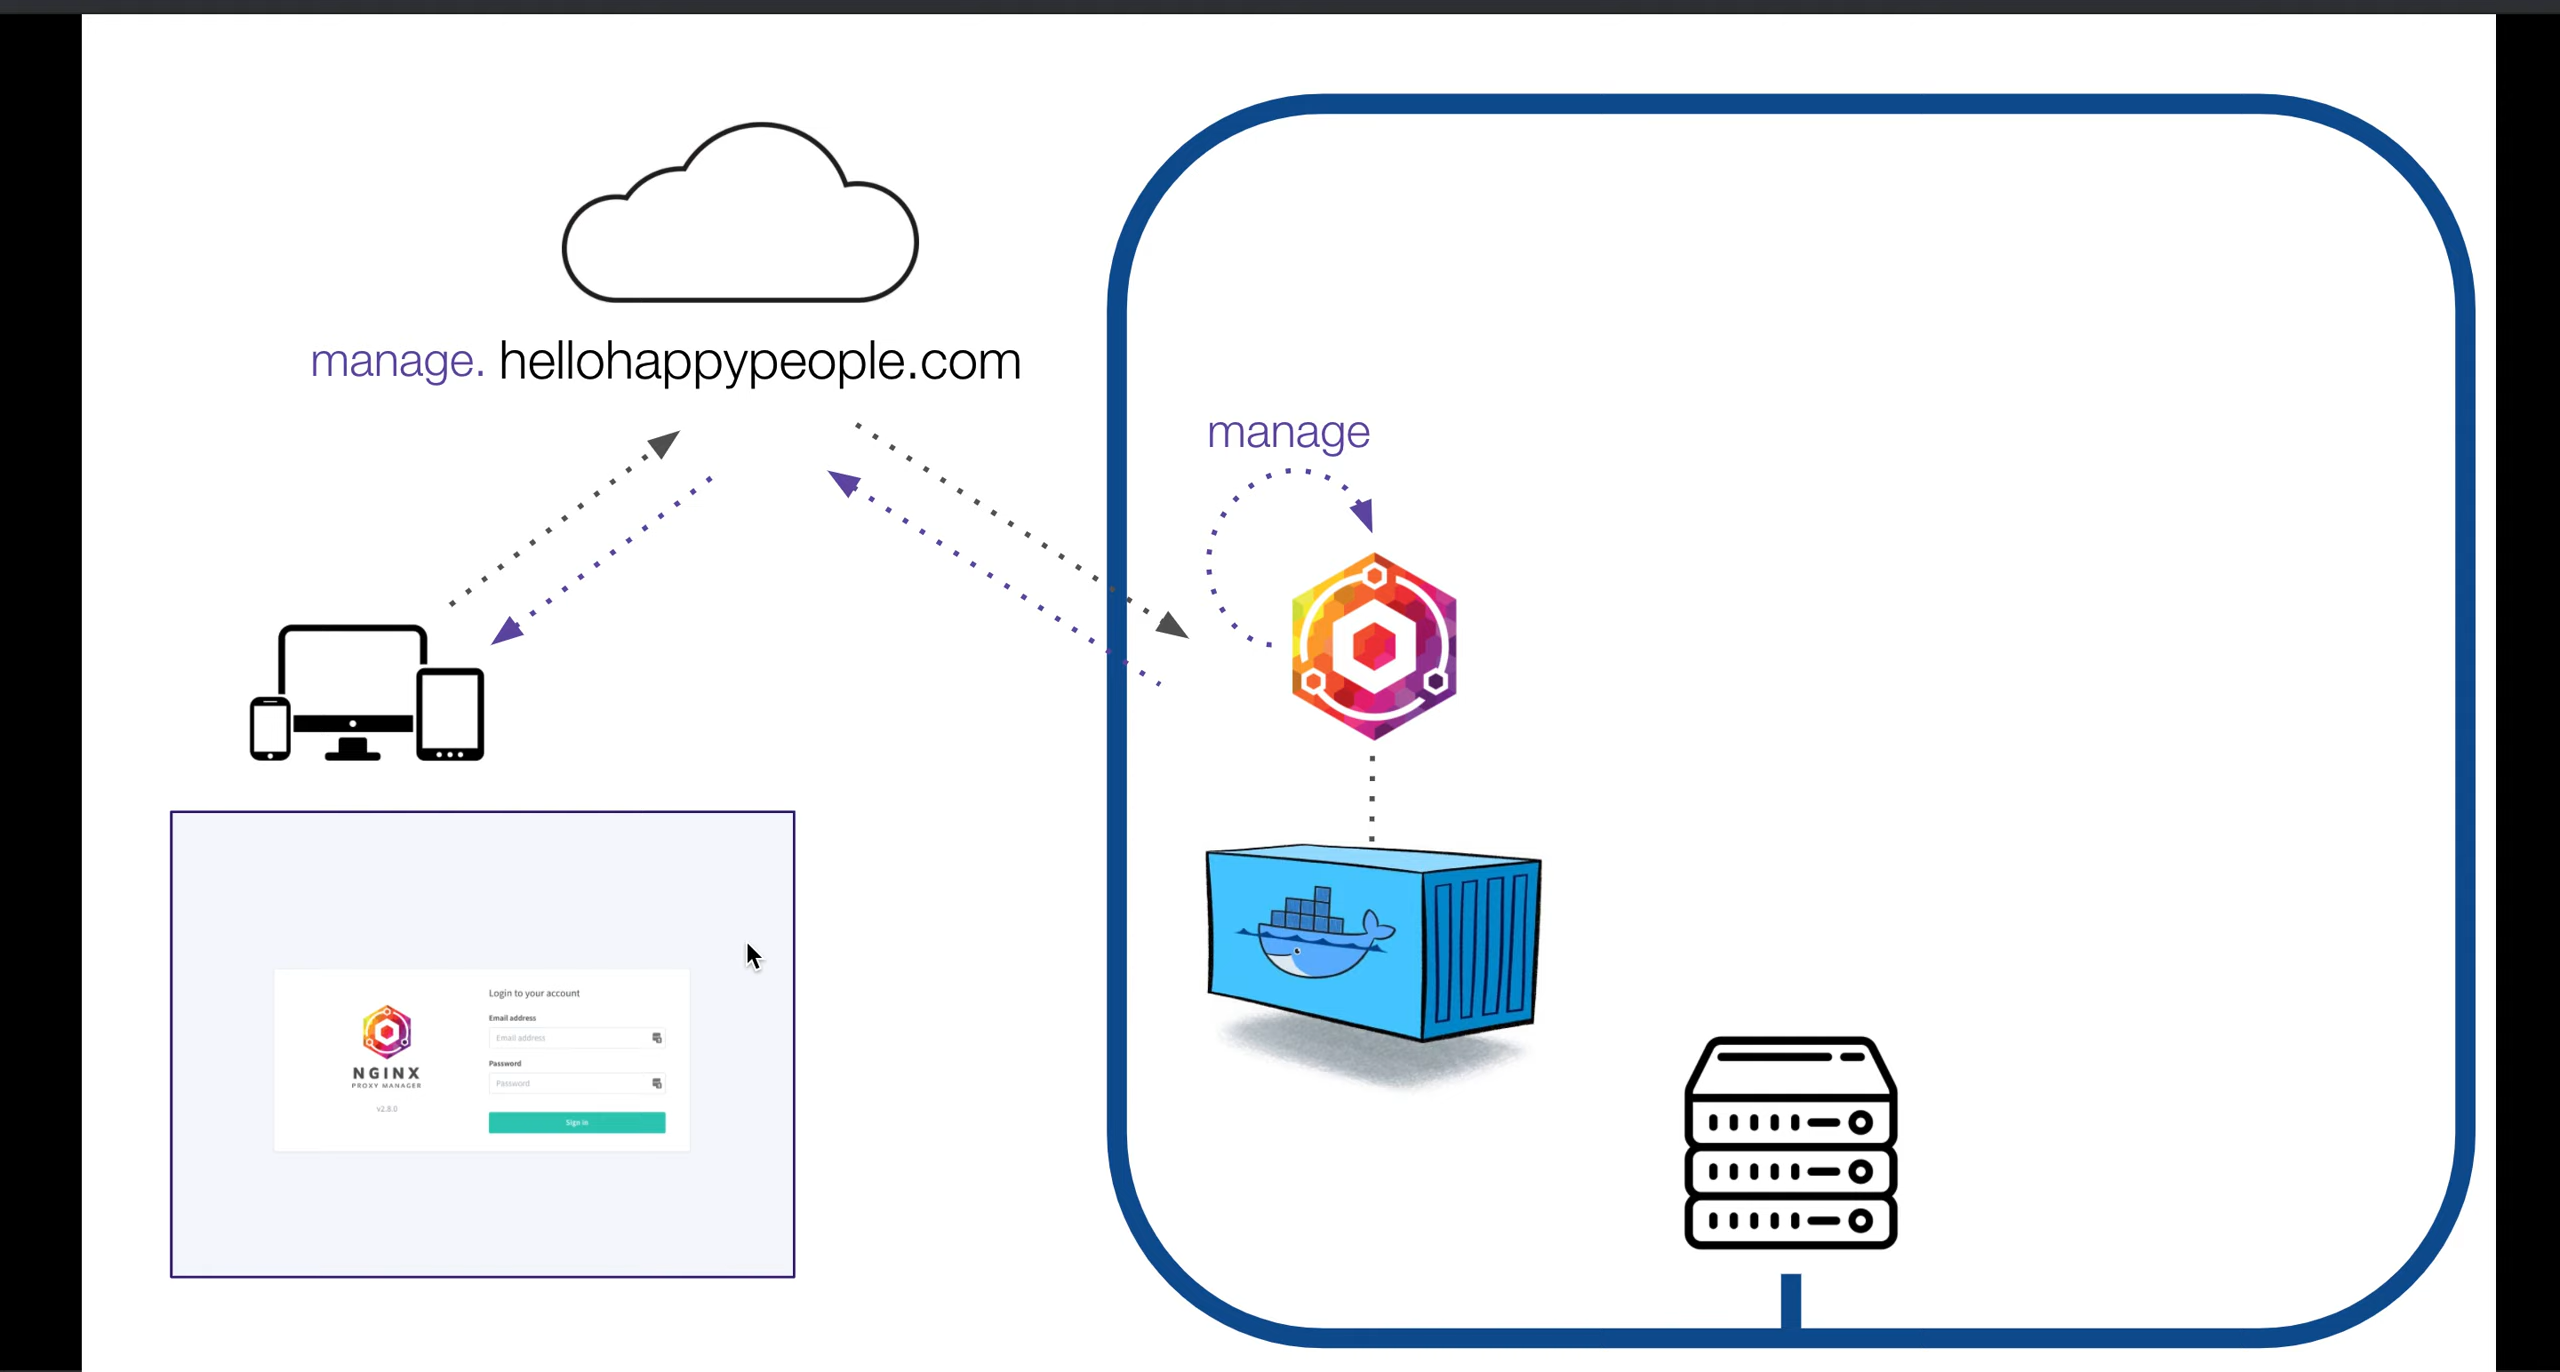 manage. hellohappypeople.com
manage
Login to your account
Email address
Email address
Password
Password
Sign in
NGINX
PROXY MANAGER
v2.8.0